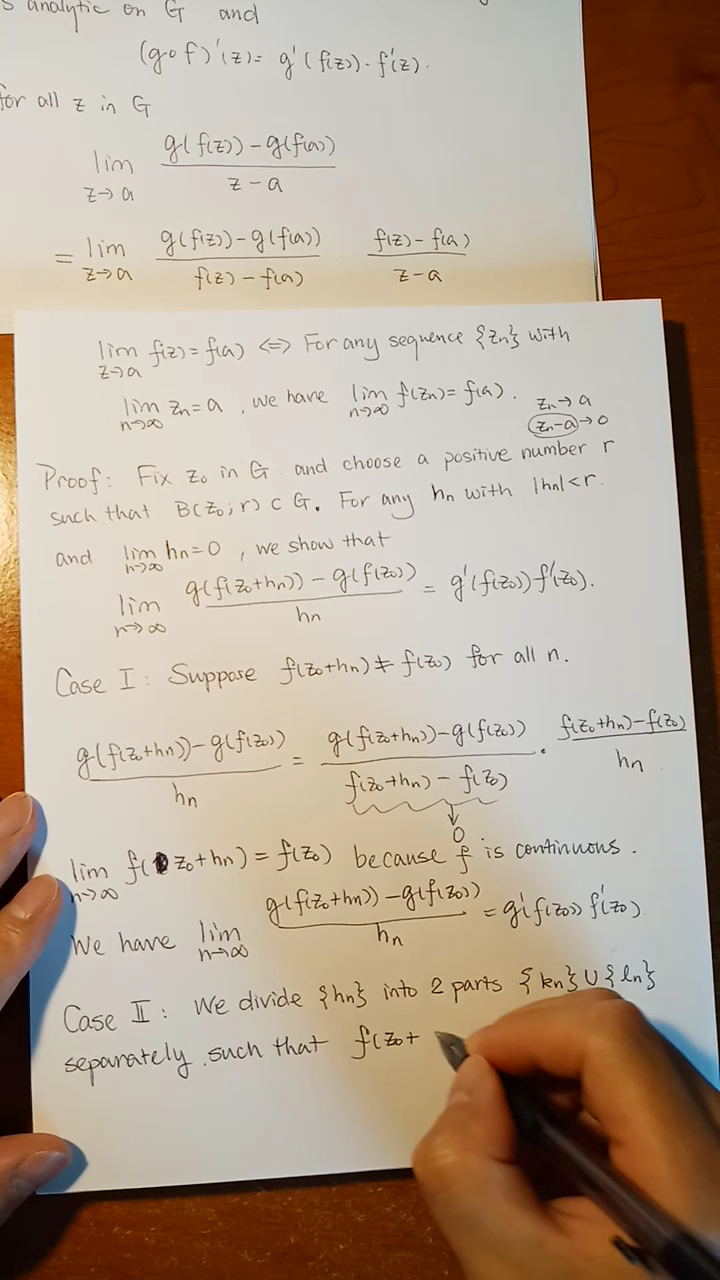 s analytic on G and
(g∘f)'(z) = g'(f(z))·f'(z).
for all z in G
lim z→a g(f(z)) − g(f(a)) / z − a
= lim z→a g(f(z)) − g(f(a)) / f(z) − f(a) f(z) − f(a) / z − a
lim z→a f(z) = f(a) ⇔ For any sequence {zn} with
lim n→∞ zn = a, we have lim n→∞ f(zn) = f(a).
zn → a
zn − a → 0
Proof: Fix z₀ in G and choose a positive number r
such that B(z₀; r) ⊂ G. For any hn with |hn| < r.
and lim n→∞ hn = 0, we show that
lim n→∞ g(f(z₀+hn)) − g(f(z₀)) / hn = g'(f(z₀)) f'(z₀).
Case I: Suppose f(z₀+hn) ≠ f(z₀) for all n.
g(f(z₀+hn)) − g(f(z₀)) / hn = g(f(z₀+hn)) − g(f(z₀)) / f(z₀+hn) − f(z₀) · f(z₀+hn) − f(z₀) / hn
↓
0
lim n→∞ f(z₀+hn) = f(z₀) because f is continuous.
We have lim n→∞ g(f(z₀+hn)) − g(f(z₀)) / hn = g'(f(z₀)) f'(z₀)
Case II: We divide {hn} into 2 parts {kn} ∪ {ln}
separately. such that f(z₀+